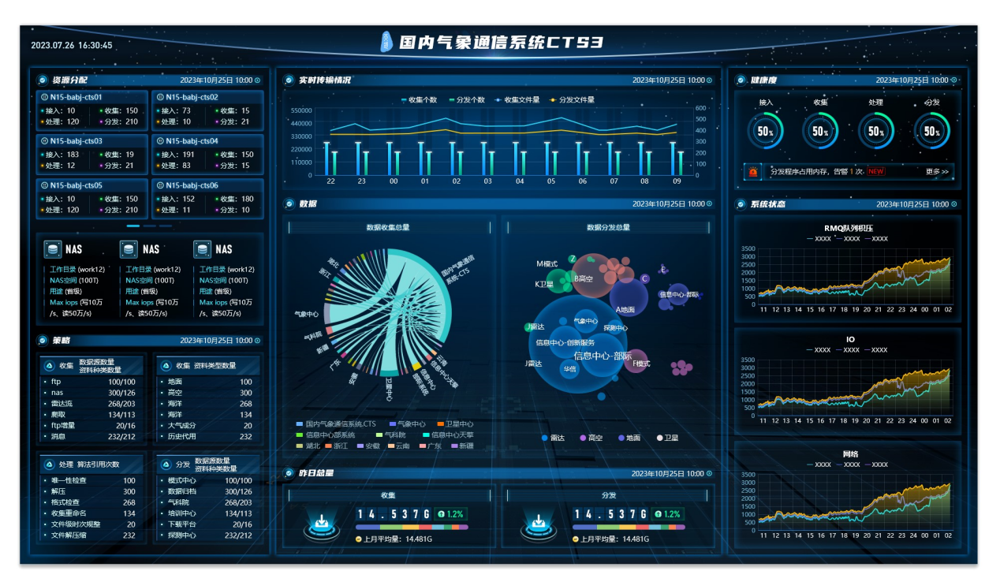 2023.07.26 16:30:45
国内气象通信系统CTS3
资源分配
2023年10月25日 10:00
N15-babj-cts01
接入: 10
收集: 150
处理: 120
分发: 210
N15-babj-cts02
接入: 73
收集: 15
处理: 10
分发: 21
N15-babj-cts03
接入: 183
收集: 19
处理: 12
分发: 21
N15-babj-cts04
接入: 191
收集: 150
处理: 83
分发: 15
N15-babj-cts05
接入: 10
收集: 150
处理: 120
分发: 210
N15-babj-cts06
接入: 152
收集: 180
处理: 11
分发: 10
NAS
工作目录 (work12)
NAS空间 (100T)
用途 (省级)
Max iops (写10万
/s、读50万/s)
NAS
工作目录 (work12)
NAS空间 (100T)
用途 (省级)
Max iops (写10万
/s、读50万/s)
NAS
工作目录 (work12)
NAS空间 (100T)
用途 (省级)
Max iops (写10万
/s、读50万/s)
策略
2023年10月25日 10:00
收集 数据源数量
资料种类数量
ftp 100/100
nas 300/126
雷达流 268/203
爬取 134/113
ftp增量 20/16
消息 232/212
收集 资料类型数量
地面 100
高空 300
海洋 268
海洋 134
大气成分 20
历史代用 232
处理 算法引用次数
唯一性检查 100
解压 300
格式检查 268
收集重命名 134
文件级时次规整 20
文件解压缩 232
分发 数据源数量
资料种类数量
模式中心 100/100
数据归档 300/126
气科院 268/203
培训中心 134/113
下载平台 20/16
探测中心 232/212
实时传输情况
2023年10月25日 10:00
收集个数 分发个数 收集文件量 分发文件量
550000
440000
330000
220000
110000
0
600
500
400
300
200
100
0
22 23 00 01 02 03 04 05 06 07 08 09
数据
2023年10月25日 10:00
数据收集总量
国内气象通信
系统-CTS
湖北
浙江
气象中心
气科院
新疆
广东
安徽
卫星中心
部际系统
信息中心
信息中心天擎
云南
国内气象通信系统.CTS 气象中心 卫星中心
信息中心部系统 气科院 信息中心天擎
湖北 浙江 安徽 云南 广东 新疆
数据分发总量
M模式
Z
K卫星
B高空
E
C
信息中心-部际
A地面
J雷达
气象中心
探测中心
信息中心-创新服务
信息中心-部际
J雷达
华信
F模式
雷达 高空 地面 卫星
昨日总量
2023年10月25日 10:00
收集
14.537G 1.2%
上月平均量: 14.481G
分发
14.537G 1.2%
上月平均量: 14.481G
健康度
2023年10月25日 10:00
接入 收集 处理 分发
50% 50% 50% 50%
分发程序占用内存, 告警 1 次. NEW 更多 >>
系统状态
2023年10月25日 10:00
RMQ队列积压
XXXX XXXX XXXX
3500
3000
2500
2000
1500
1000
500
0
11 12 13 14 15 16 17 18 19 20 21 22 23 24 00 01 02
IO
XXXX XXXX XXXX
3500
3000
2500
2000
1500
1000
500
0
11 12 13 14 15 16 17 18 19 20 21 22 23 24 00 01 02
网络
XXXX XXXX XXXX
3500
3000
2500
2000
1500
1000
500
0
11 12 13 14 15 16 17 18 19 20 21 22 23 24 00 01 02